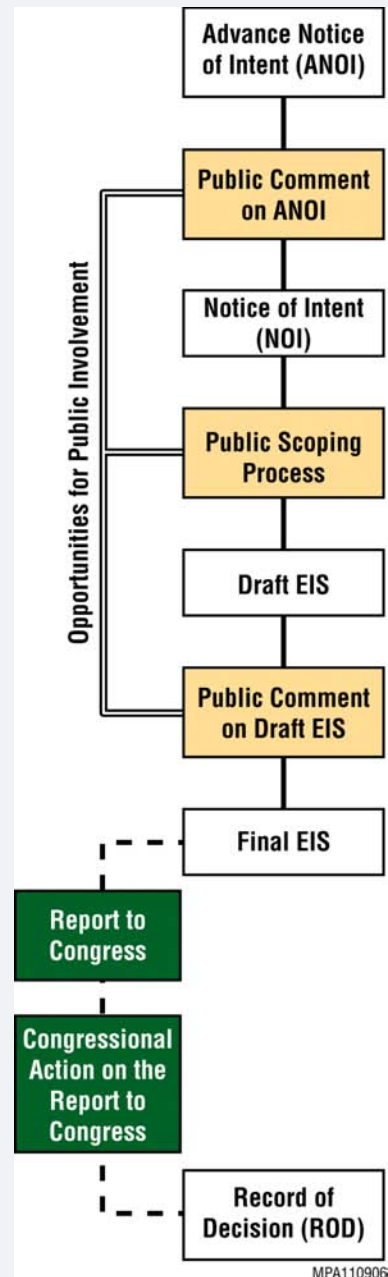 Advance Notice
of Intent (ANOI)
Public Comment
on ANOI
Opportunities for Public Involvement
Notice of Intent
(NOI)
Public Scoping
Process
Draft EIS
Public Comment
on Draft EIS
Final EIS
Report to
Congress
Congressional
Action on the
Report to
Congress
Record of
Decision (ROD)
MPA110906